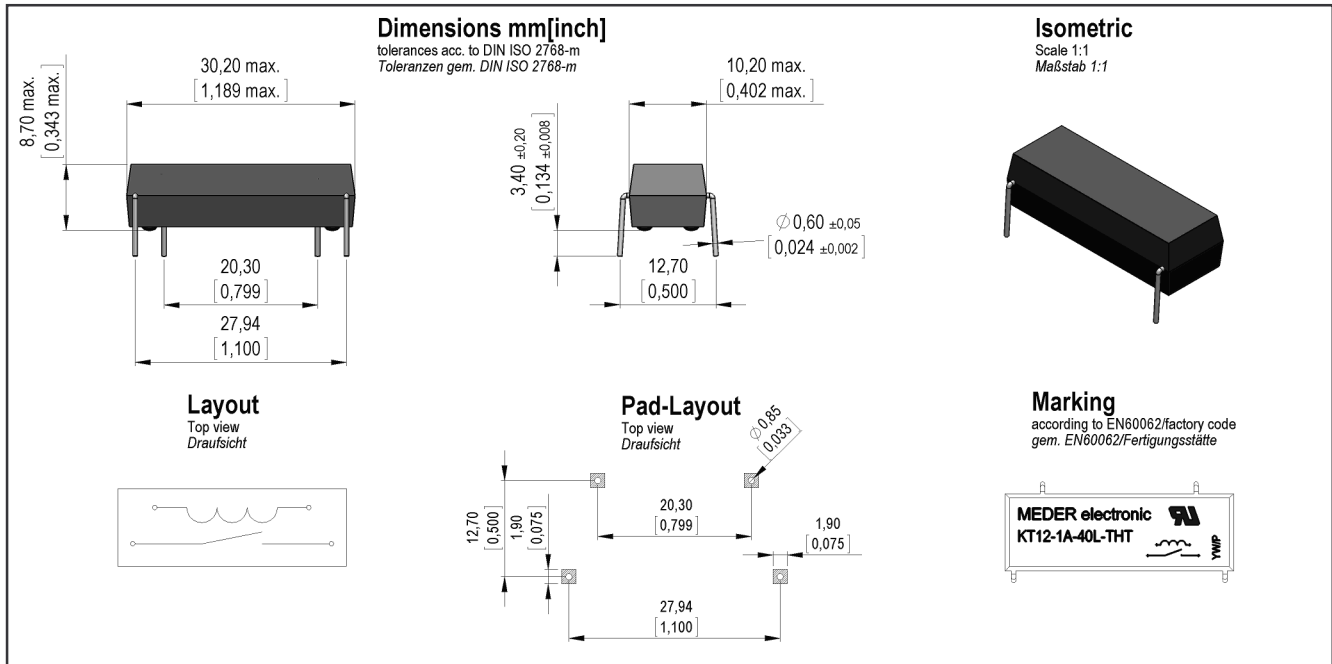 Dimensions mm[inch]
tolerances acc. to DIN ISO 2768-m
Toleranzen gem. DIN ISO 2768-m
30,20 max.
[1,189 max.]
8,70 max.
[0,343 max.]
20,30
[0,799]
27,94
[1,100]
10,20 max.
[0,402 max.]
3,40 ±0,20
[0,134 ±0,008]
∅ 0,60 ±0,05
[0,024 ±0,002]
12,70
[0,500]
Isometric
Scale 1:1
Maßstab 1:1
Layout
Top view
Draufsicht
Pad-Layout
Top view
Draufsicht
∅ 0,85
[0,033]
12,70
[0,500]
1,90
[0,075]
20,30
[0,799]
1,90
[0,075]
27,94
[1,100]
Marking
according to EN60062/factory code
gem. EN60062/Fertigungsstätte
MEDER electronic
KT12-1A-40L-THT
YW/P